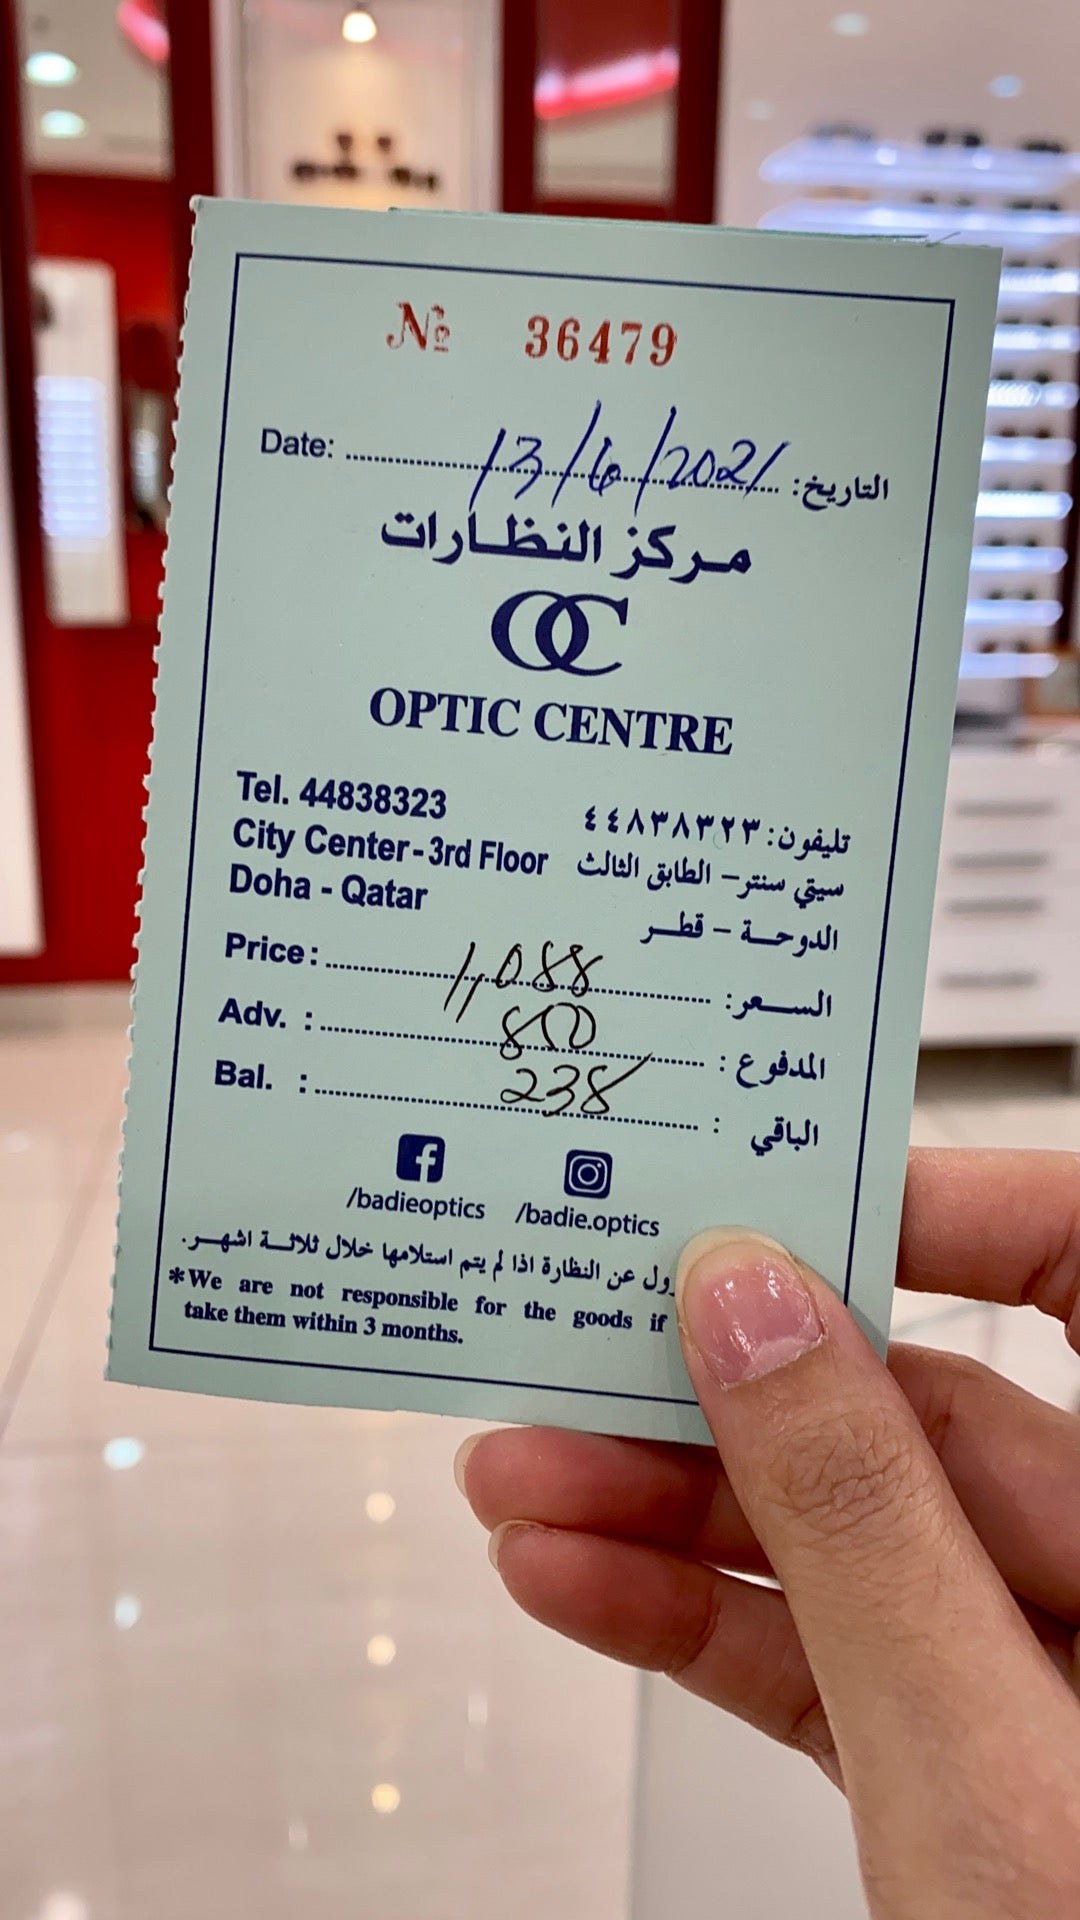 № 36479
Date: 13/6/2021 التاريخ:
مركز النظارات
OC
OPTIC CENTRE
Tel. 44838323 تليفون: ٤٤٨٣٨٣٢٣
City Center - 3rd Floor سيتي سنتر – الطابق الثالث
Doha - Qatar الدوحة – قطر
Price: 1,088 السعر:
Adv. : 850 المدفوع :
Bal. : 238 الباقي :
/badieoptics /badie.optics
عن النظارة اذا لم يتم استلامها خلال ثلاثة اشهر.
*We are not responsible for the goods if
take them within 3 months.